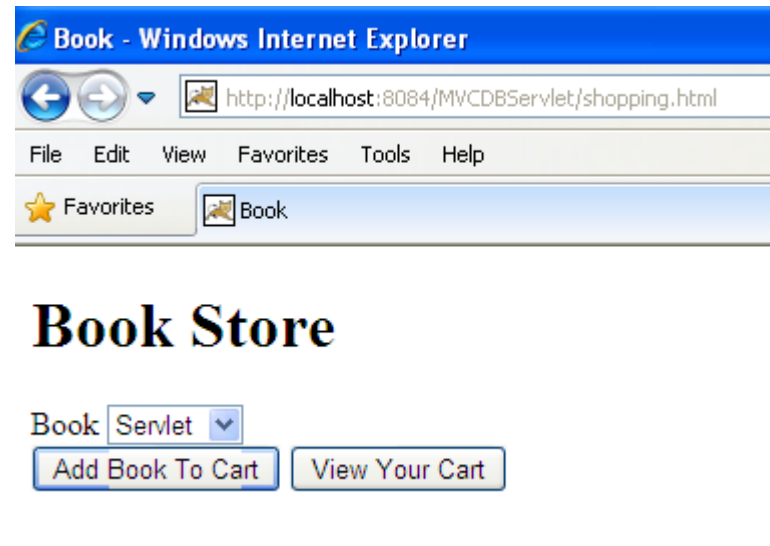 Book - Windows Internet Explorer
http://localhost:8084/MVCDBServlet/shopping.html
File Edit View Favorites Tools Help
Favorites Book
Book Store
Book Servlet
Add Book To Cart View Your Cart